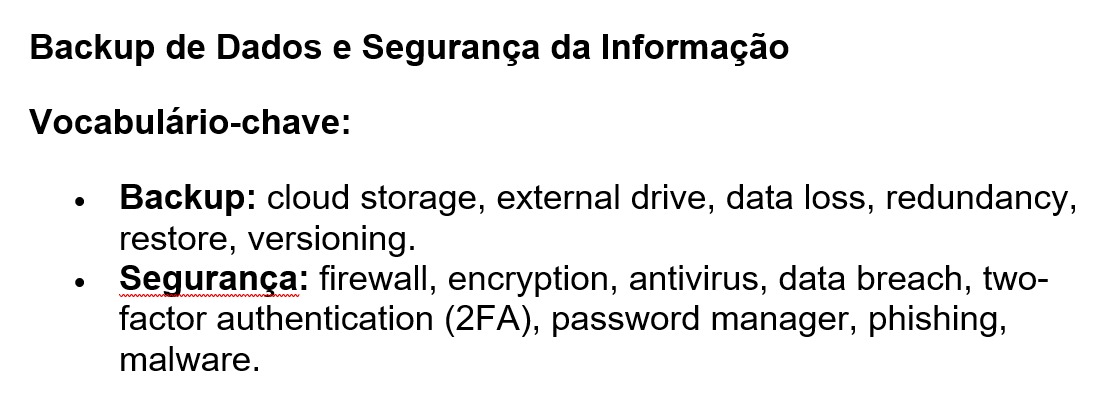 Backup de Dados e Segurança da Informação
Vocabulário-chave:
• Backup: cloud storage, external drive, data loss, redundancy,
restore, versioning.
• Segurança: firewall, encryption, antivirus, data breach, two-
factor authentication (2FA), password manager, phishing,
malware.